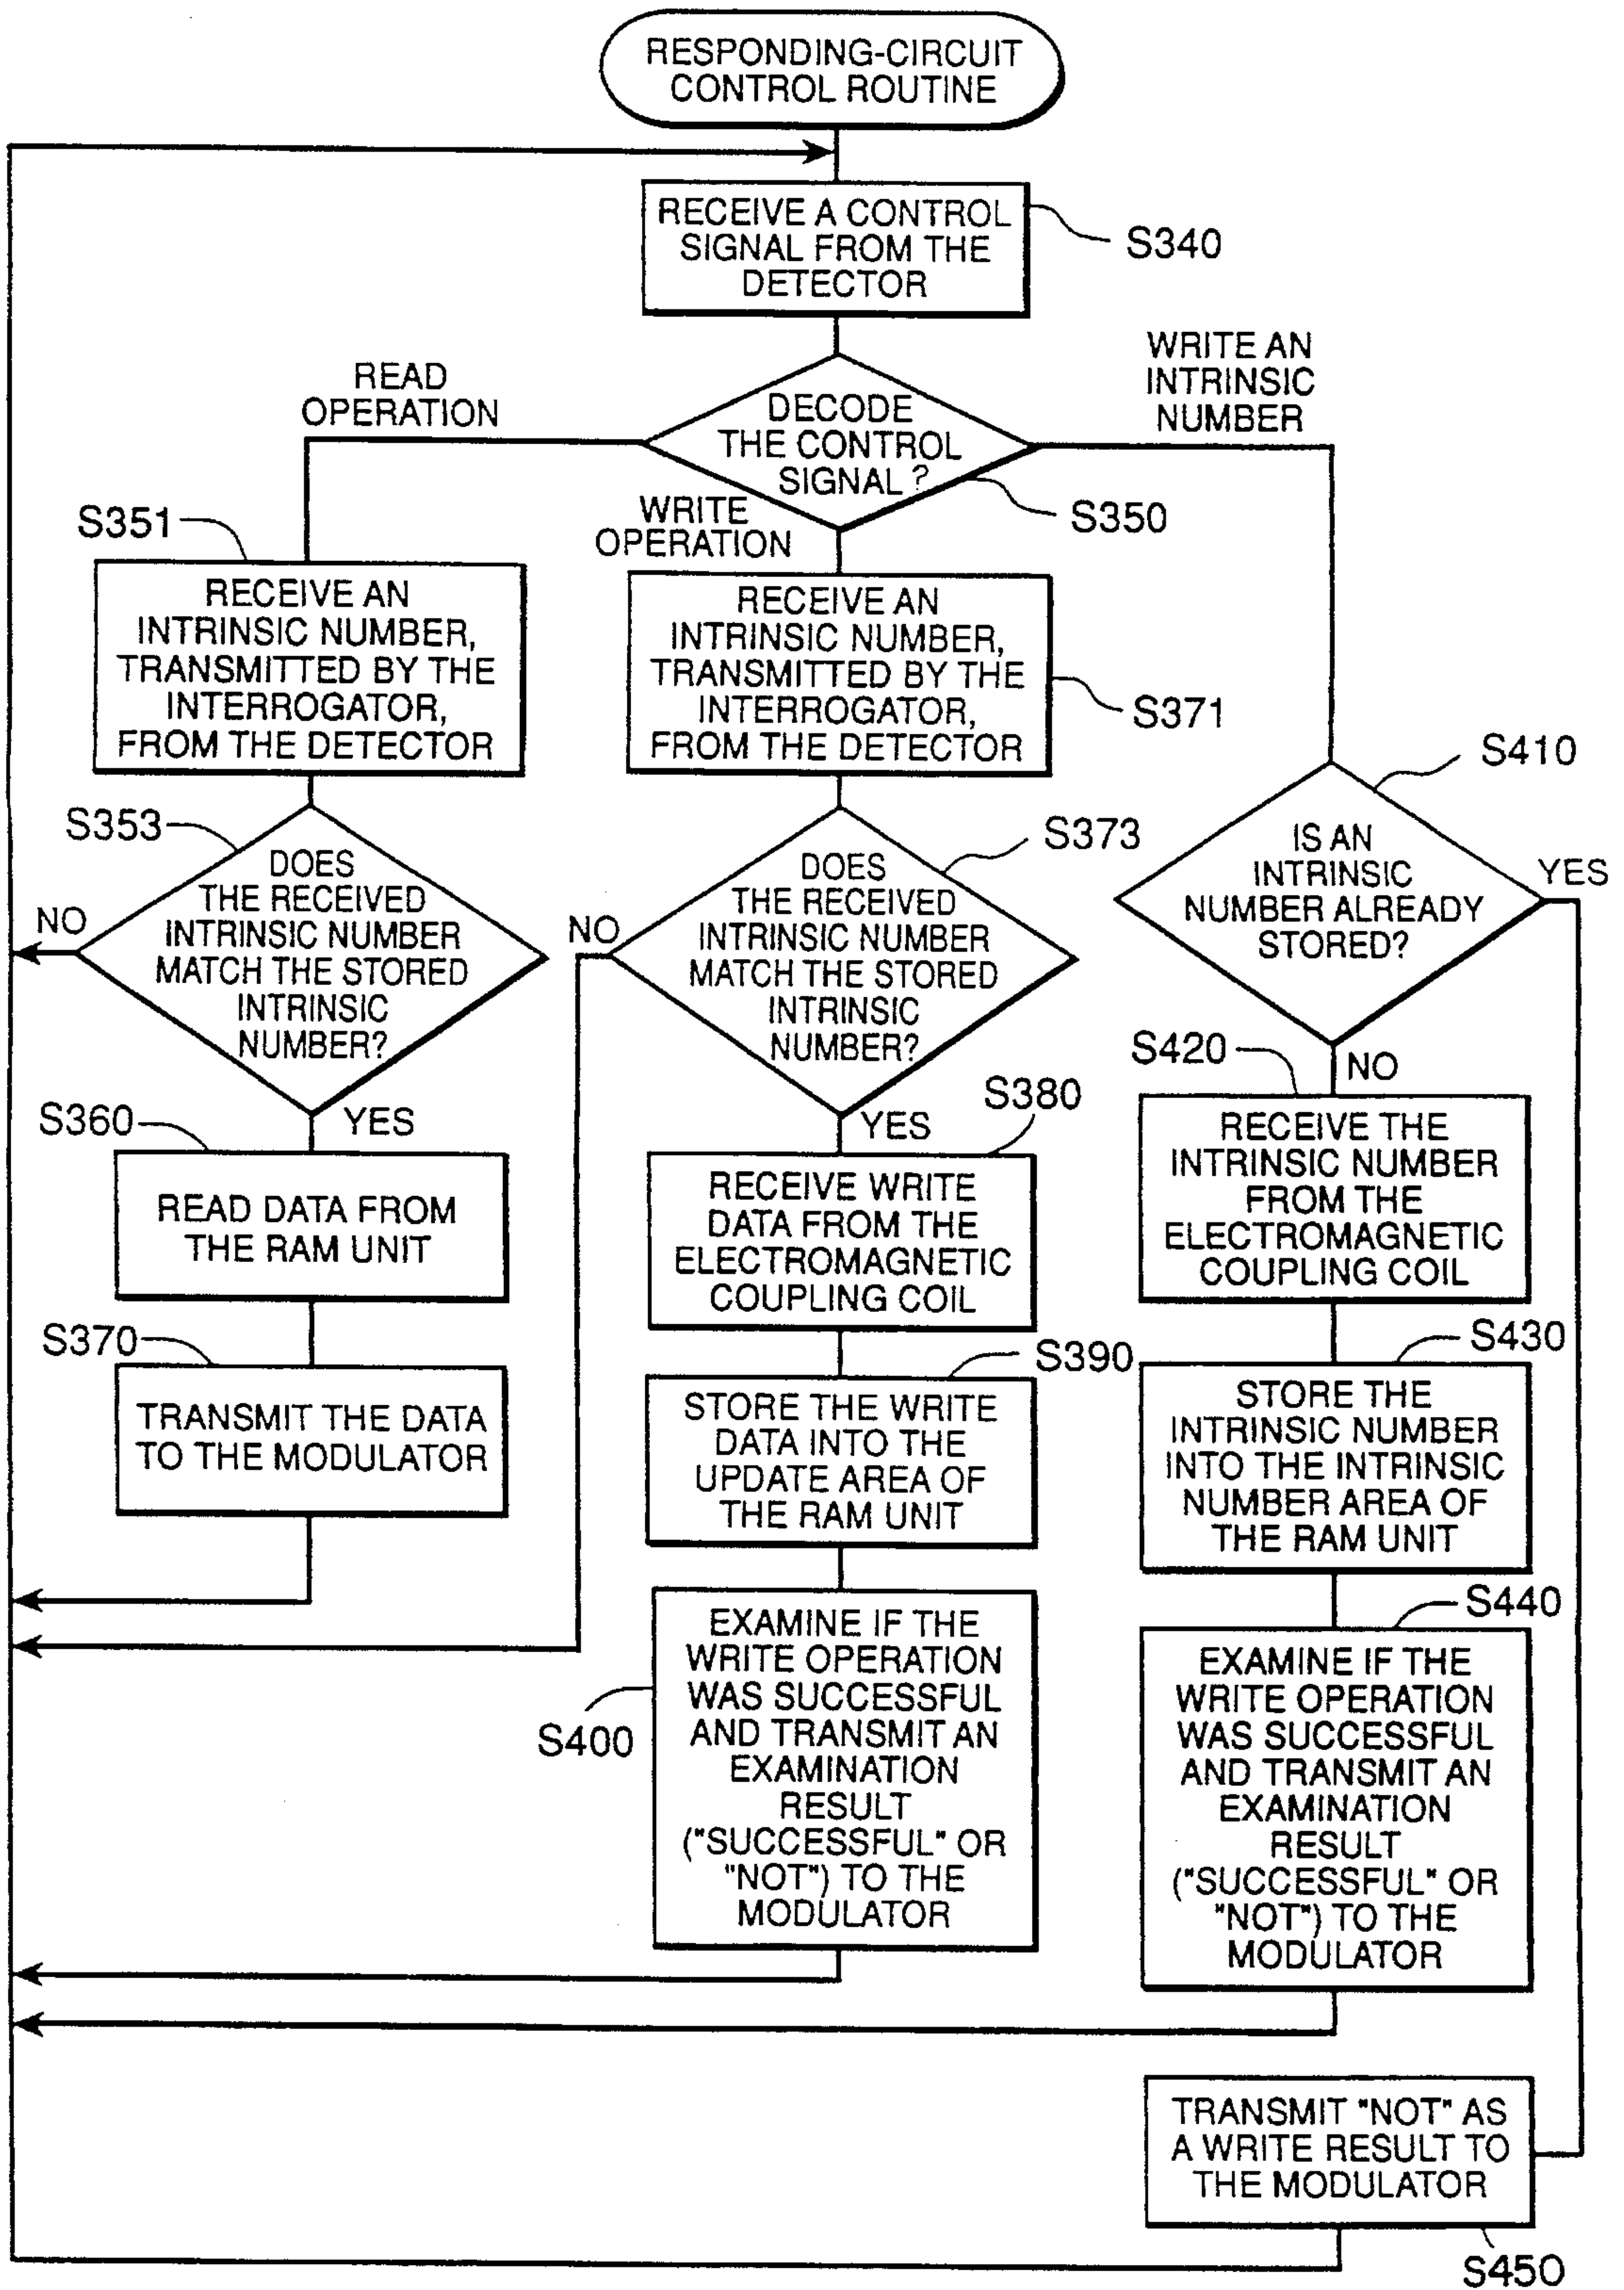 RESPONDING-CIRCUIT
CONTROL ROUTINE
RECEIVE A CONTROL
SIGNAL FROM THE
DETECTOR
S340
READ
OPERATION
WRITE AN
INTRINSIC
NUMBER
DECODE
THE CONTROL
SIGNAL?
S350
WRITE
OPERATION
S351
RECEIVE AN
INTRINSIC NUMBER,
TRANSMITTED BY THE
INTERROGATOR,
FROM THE DETECTOR
RECEIVE AN
INTRINSIC NUMBER,
TRANSMITTED BY THE
INTERROGATOR,
FROM THE DETECTOR
S371
S410
IS AN
INTRINSIC
NUMBER ALREADY
STORED?
YES
S353
DOES
THE RECEIVED
INTRINSIC NUMBER
MATCH THE STORED
INTRINSIC
NUMBER?
NO
YES
S373
DOES
THE RECEIVED
INTRINSIC NUMBER
MATCH THE STORED
INTRINSIC
NUMBER?
NO
YES
NO
S360
READ DATA FROM
THE RAM UNIT
S380
RECEIVE WRITE
DATA FROM THE
ELECTROMAGNETIC
COUPLING COIL
S420
RECEIVE THE
INTRINSIC NUMBER
FROM THE
ELECTROMAGNETIC
COUPLING COIL
S370
TRANSMIT THE DATA
TO THE MODULATOR
S390
STORE THE WRITE
DATA INTO THE
UPDATE AREA OF
THE RAM UNIT
S430
STORE THE
INTRINSIC NUMBER
INTO THE INTRINSIC
NUMBER AREA OF
THE RAM UNIT
S400
EXAMINE IF THE
WRITE OPERATION
WAS SUCCESSFUL
AND TRANSMIT AN
EXAMINATION
RESULT
("SUCCESSFUL" OR
"NOT") TO THE
MODULATOR
S440
EXAMINE IF THE
WRITE OPERATION
WAS SUCCESSFUL
AND TRANSMIT AN
EXAMINATION
RESULT
("SUCCESSFUL" OR
"NOT") TO THE
MODULATOR
TRANSMIT "NOT" AS
A WRITE RESULT TO
THE MODULATOR
S450